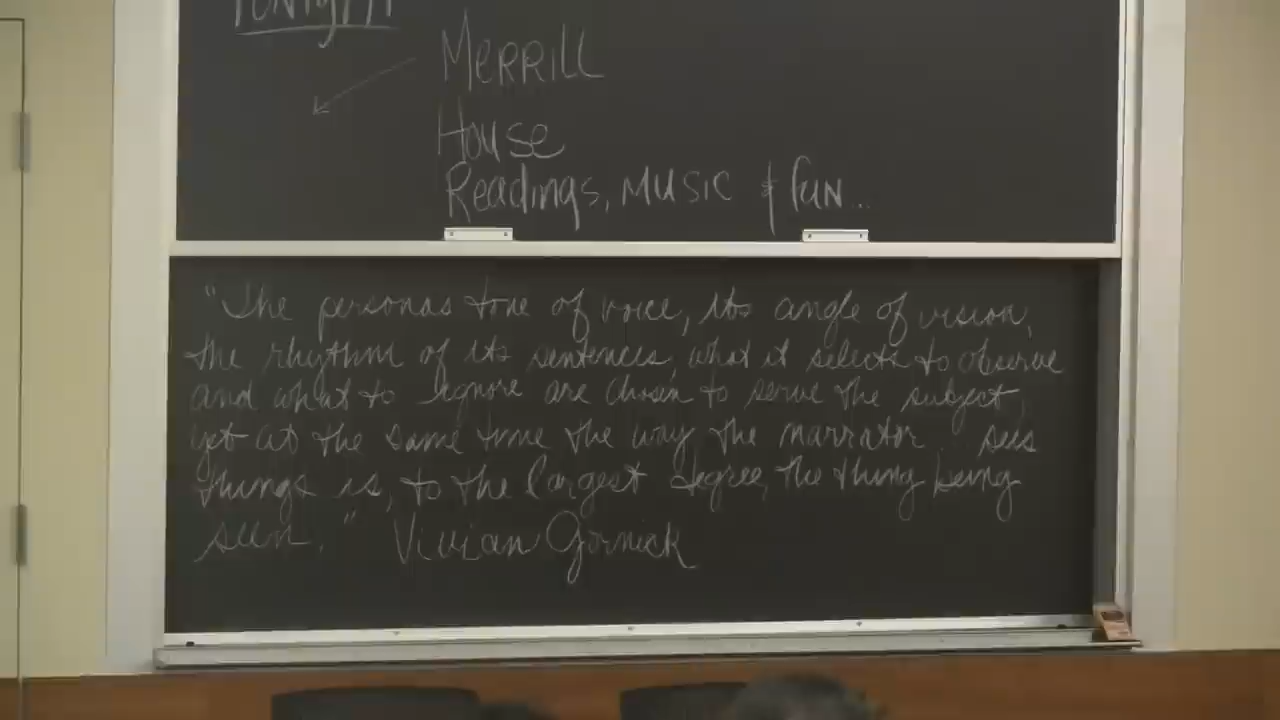 Tonight
Merrill
House
Readings, Music & fun...
"The personas tone of voice, its angle of vision,
the rhythm of its sentences, what it selects to observe
and what to ignore are chosen to serve the subject,
yet at the same time the way the narrator sees
things is, to the largest degree, the thing being
seen." Vivian Gornick